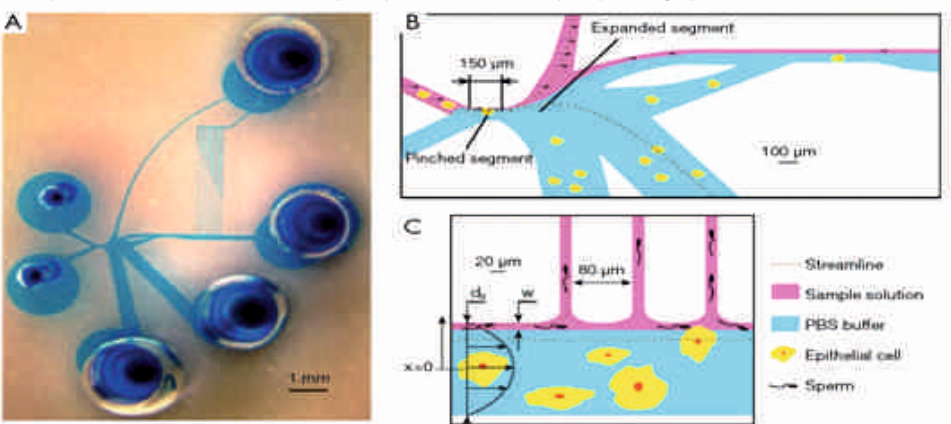 A
1 mm
B
Expanded segment
150 µm
Pinched segment
100 µm
C
20 µm
80 µm
d₀
w
x=0
Streamline
Sample solution
PBS buffer
Epithelial cell
Sperm